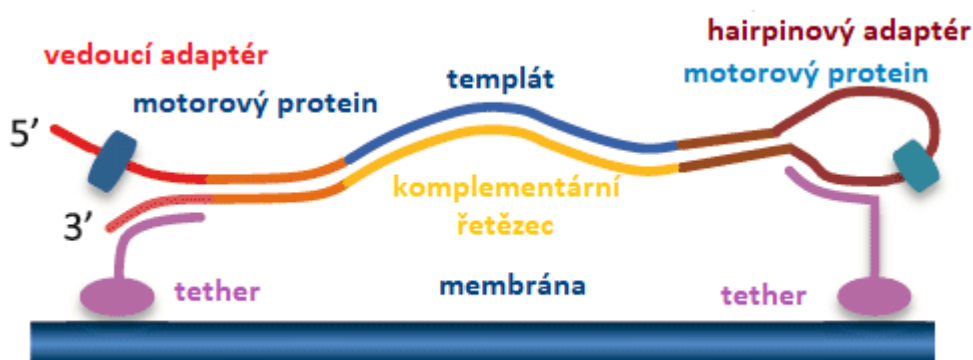 hairpinový adaptér
vedoucí adaptér
motorový protein
templát
motorový protein
5’
komplementární
řetězec
3’
tether
membrána
tether